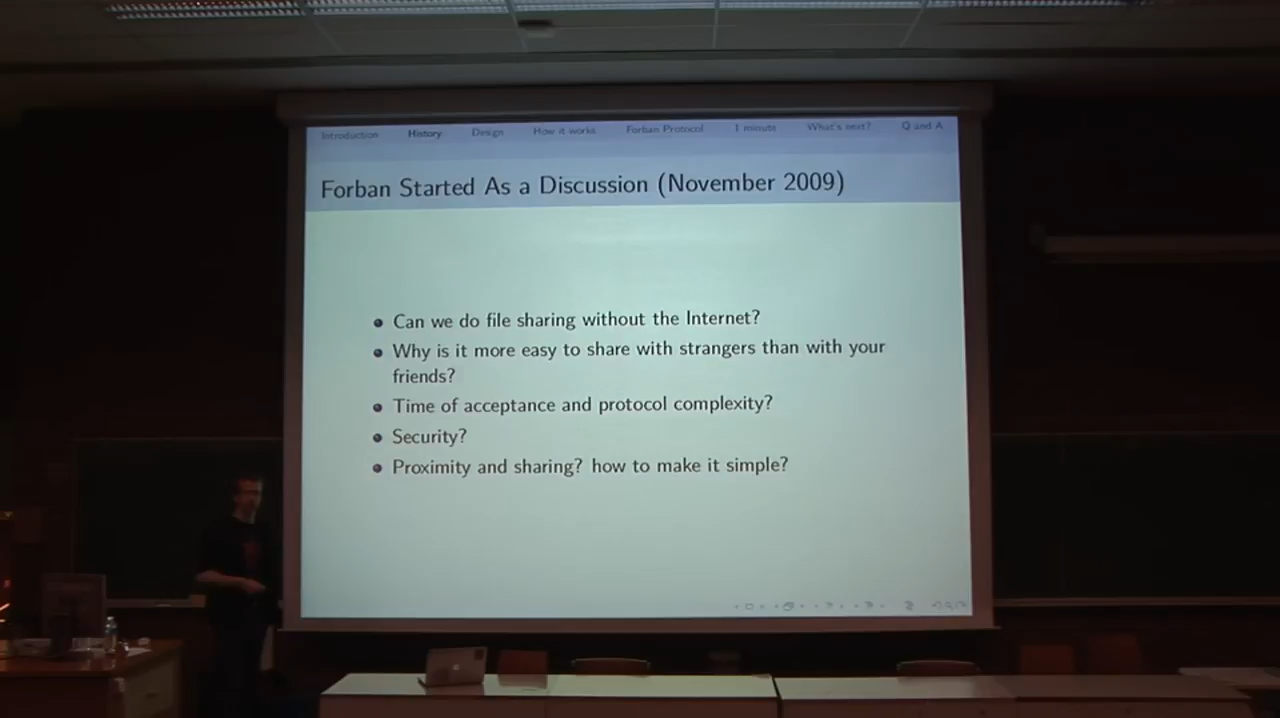 Introduction History Design How it works Forban Protocol 1 minute What's next? Q and A
Forban Started As a Discussion (November 2009)
Can we do file sharing without the Internet?
Why is it more easy to share with strangers than with your
friends?
Time of acceptance and protocol complexity?
Security?
Proximity and sharing? how to make it simple?